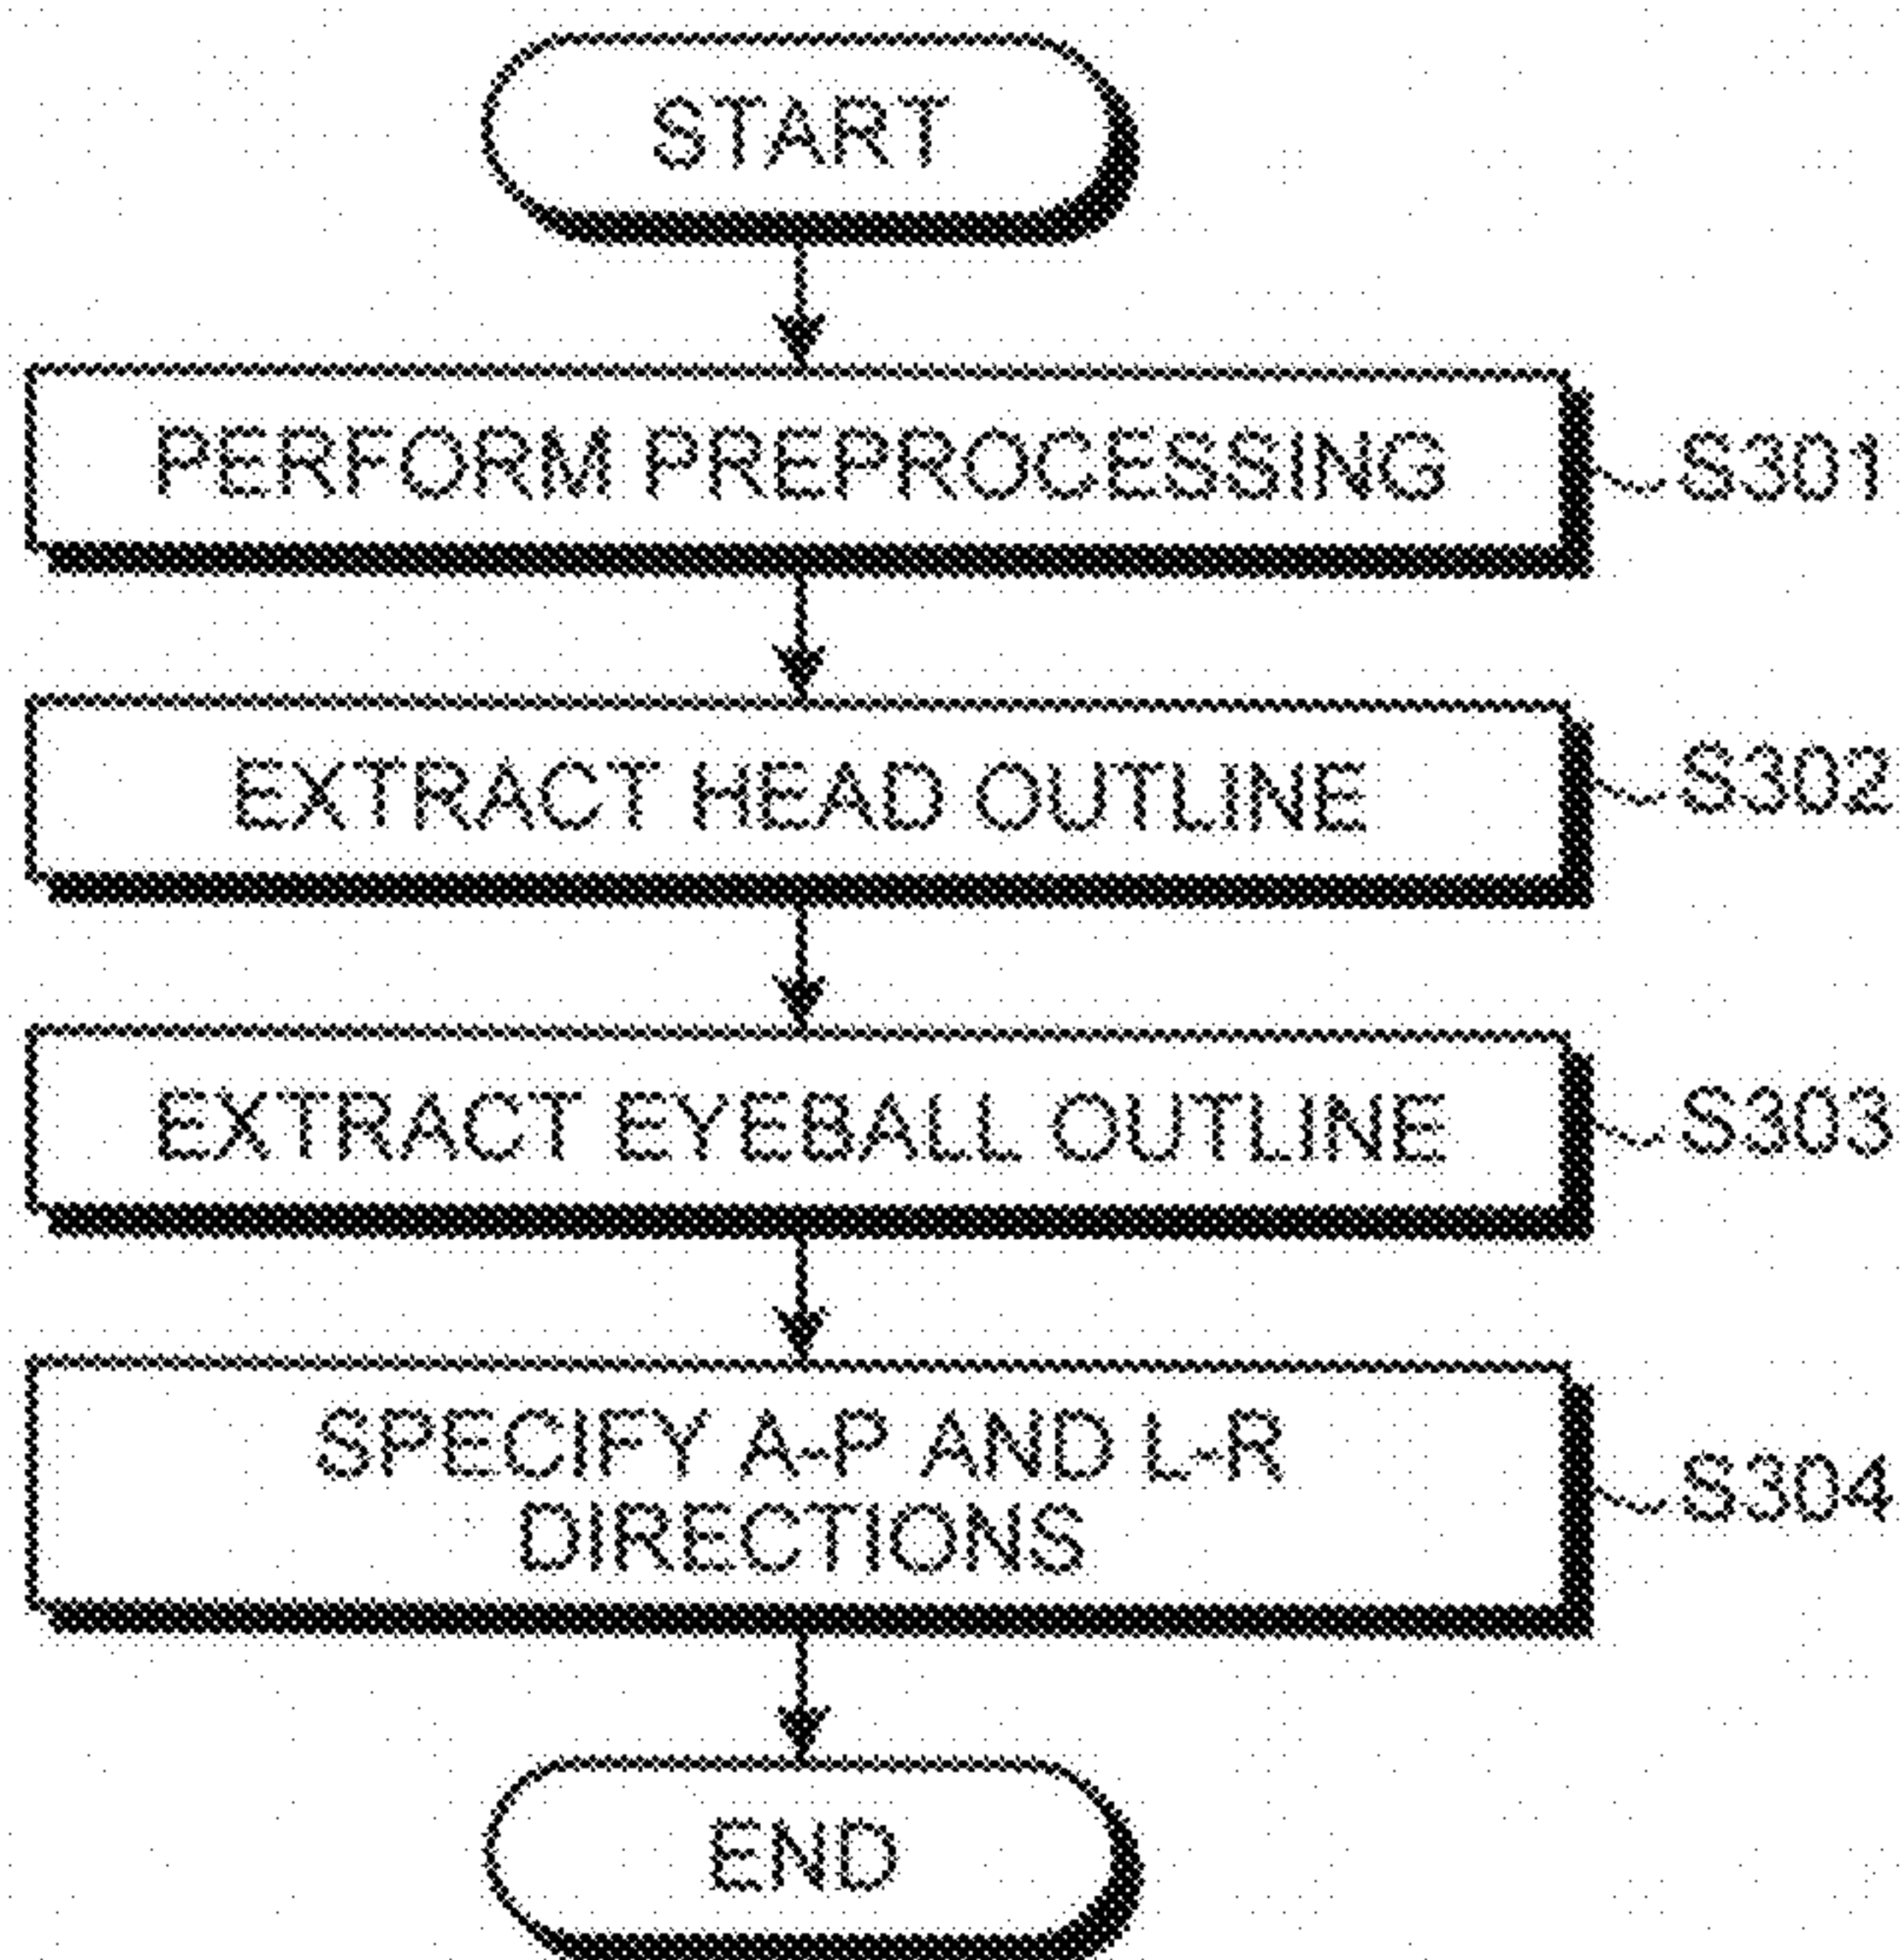 START
PERFORM PREPROCESSING
S301
EXTRACT HEAD OUTLINE
S302
EXTRACT EYEBALL OUTLINE
S303
SPECIFY A-P AND L-R
DIRECTIONS
S304
END